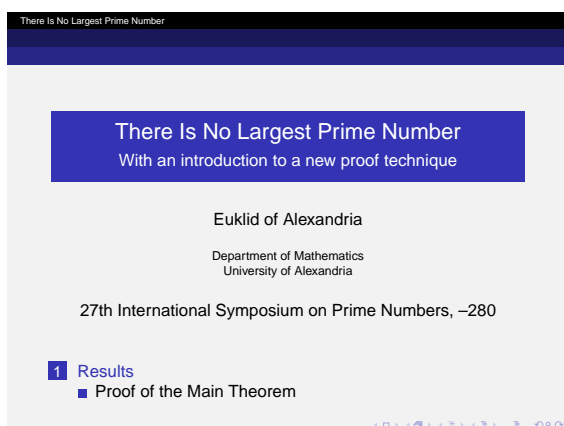 There Is No Largest Prime Number
There Is No Largest Prime Number
With an introduction to a new proof technique
Euklid of Alexandria
Department of Mathematics
University of Alexandria
27th International Symposium on Prime Numbers, –280
1 Results
Proof of the Main Theorem